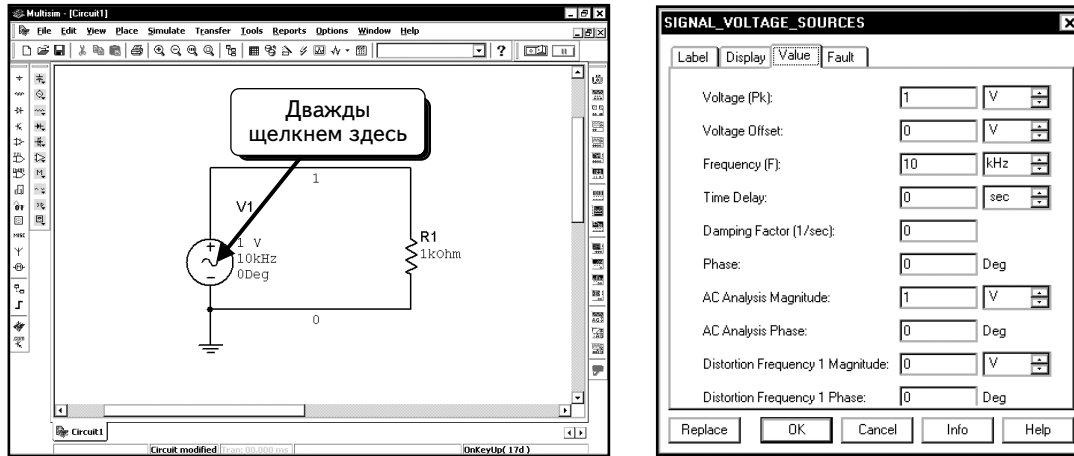 Multisim - [Circuit1]
File Edit View Place Simulate Transfer Tools Reports Options Window Help
Дважды
щелкнем здесь
1
V1
1 V
10kHz
0Deg
R1
1kOhm
0
Circuit1
Circuit modified Tran: 00.000 ms OnKeyUp( 17d )
SIGNAL_VOLTAGE_SOURCES
Label Display Value Fault
Voltage (Pk): 1 V
Voltage Offset: 0 V
Frequency (F): 10 kHz
Time Delay: 0 sec
Damping Factor (1/sec): 0
Phase: 0 Deg
AC Analysis Magnitude: 1 V
AC Analysis Phase: 0 Deg
Distortion Frequency 1 Magnitude: 0 V
Distortion Frequency 1 Phase: 0 Deg
Replace OK Cancel Info Help